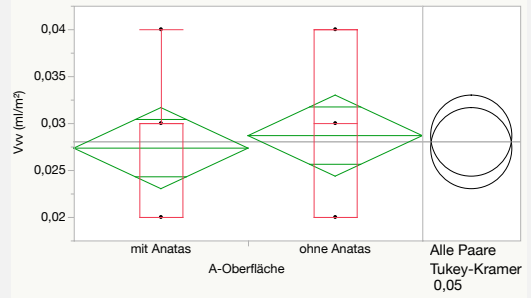 0,04
0,035
0,03
0,025
0,02
Vvv (ml/m²)
mit Anatas
ohne Anatas
A-Oberfläche
Alle Paare
Tukey-Kramer
0,05